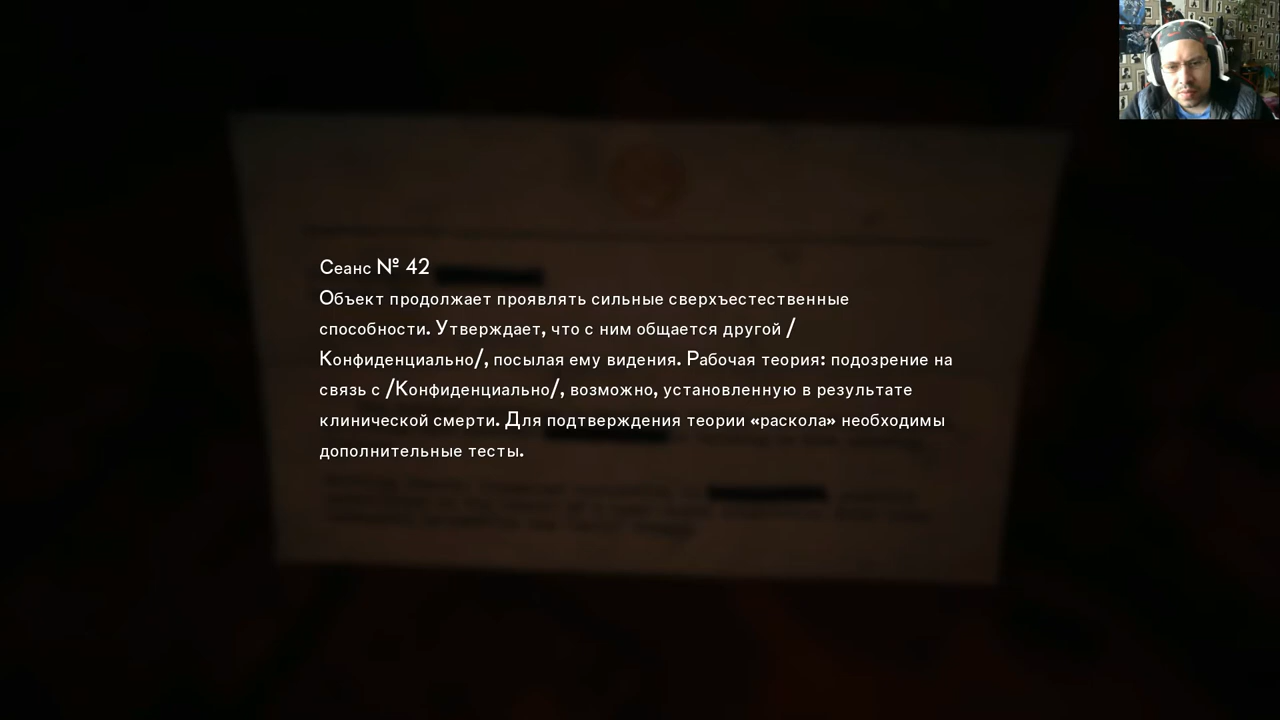 Сеанс № 42
Объект продолжает проявлять сильные сверхъестественные
способности. Утверждает, что с ним общается другой /
Конфиденциально/, посылая ему видения. Рабочая теория: подозрение на
связь с /Конфиденциально/, возможно, установленную в результате
клинической смерти. Для подтверждения теории «раскола» необходимы
дополнительные тесты.